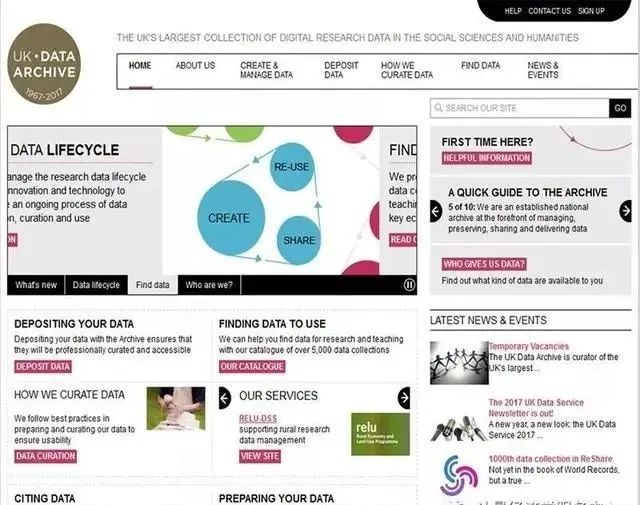 HELP CONTACT US SIGN UP
UK·DATA
ARCHIVE
1967-2017
THE UK'S LARGEST COLLECTION OF DIGITAL RESEARCH DATA IN THE SOCIAL SCIENCES AND HUMANITIES
HOME
ABOUT US
CREATE &
MANAGE DATA
DEPOSIT
DATA
HOW WE
CURATE DATA
FIND DATA
NEWS &
EVENTS
SEARCH OUR SITE
GO
DATA LIFECYCLE
anage the research data lifecycle
nnovation and technology to
e an ongoing process of data
n, curation and use
ON
RE-USE
CREATE
SHARE
FIND
We pro
data co
teachin
key ec
READ
What's new
Data lifecycle
Find data
Who are we?
FIRST TIME HERE?
HELPFUL INFORMATION
A QUICK GUIDE TO THE ARCHIVE
5 of 10: We are an established national
archive at the forefront of managing,
preserving, sharing and delivering data
WHO GIVES US DATA?
Find out what kind of data are available to you
DEPOSITING YOUR DATA
Depositing your data with the Archive ensures that
they will be professionally curated and accessible
DEPOSIT DATA
FINDING DATA TO USE
We can help you find data for research and teaching
with our catalogue of over 5,000 data collections
OUR CATALOGUE
HOW WE CURATE DATA
We follow best practices in
preparing and curating our data to
ensure usability
DATA CURATION
OUR SERVICES
RELU-DSS
supporting rural research
data management
VIEW SITE
relu
Rural Economy and
Land Use Programme
LATEST NEWS & EVENTS
Temporary Vacancies
The UK Data Archive is curator of the
UK's largest ...
The 2017 UK Data Service
Newsletter is out!
A new year, a new look: the UK Data
Service 2017 ...
1000th data collection in ReShare
Not yet in the book of World Records,
but a true ...
CITING DATA
PREPARING YOUR DATA